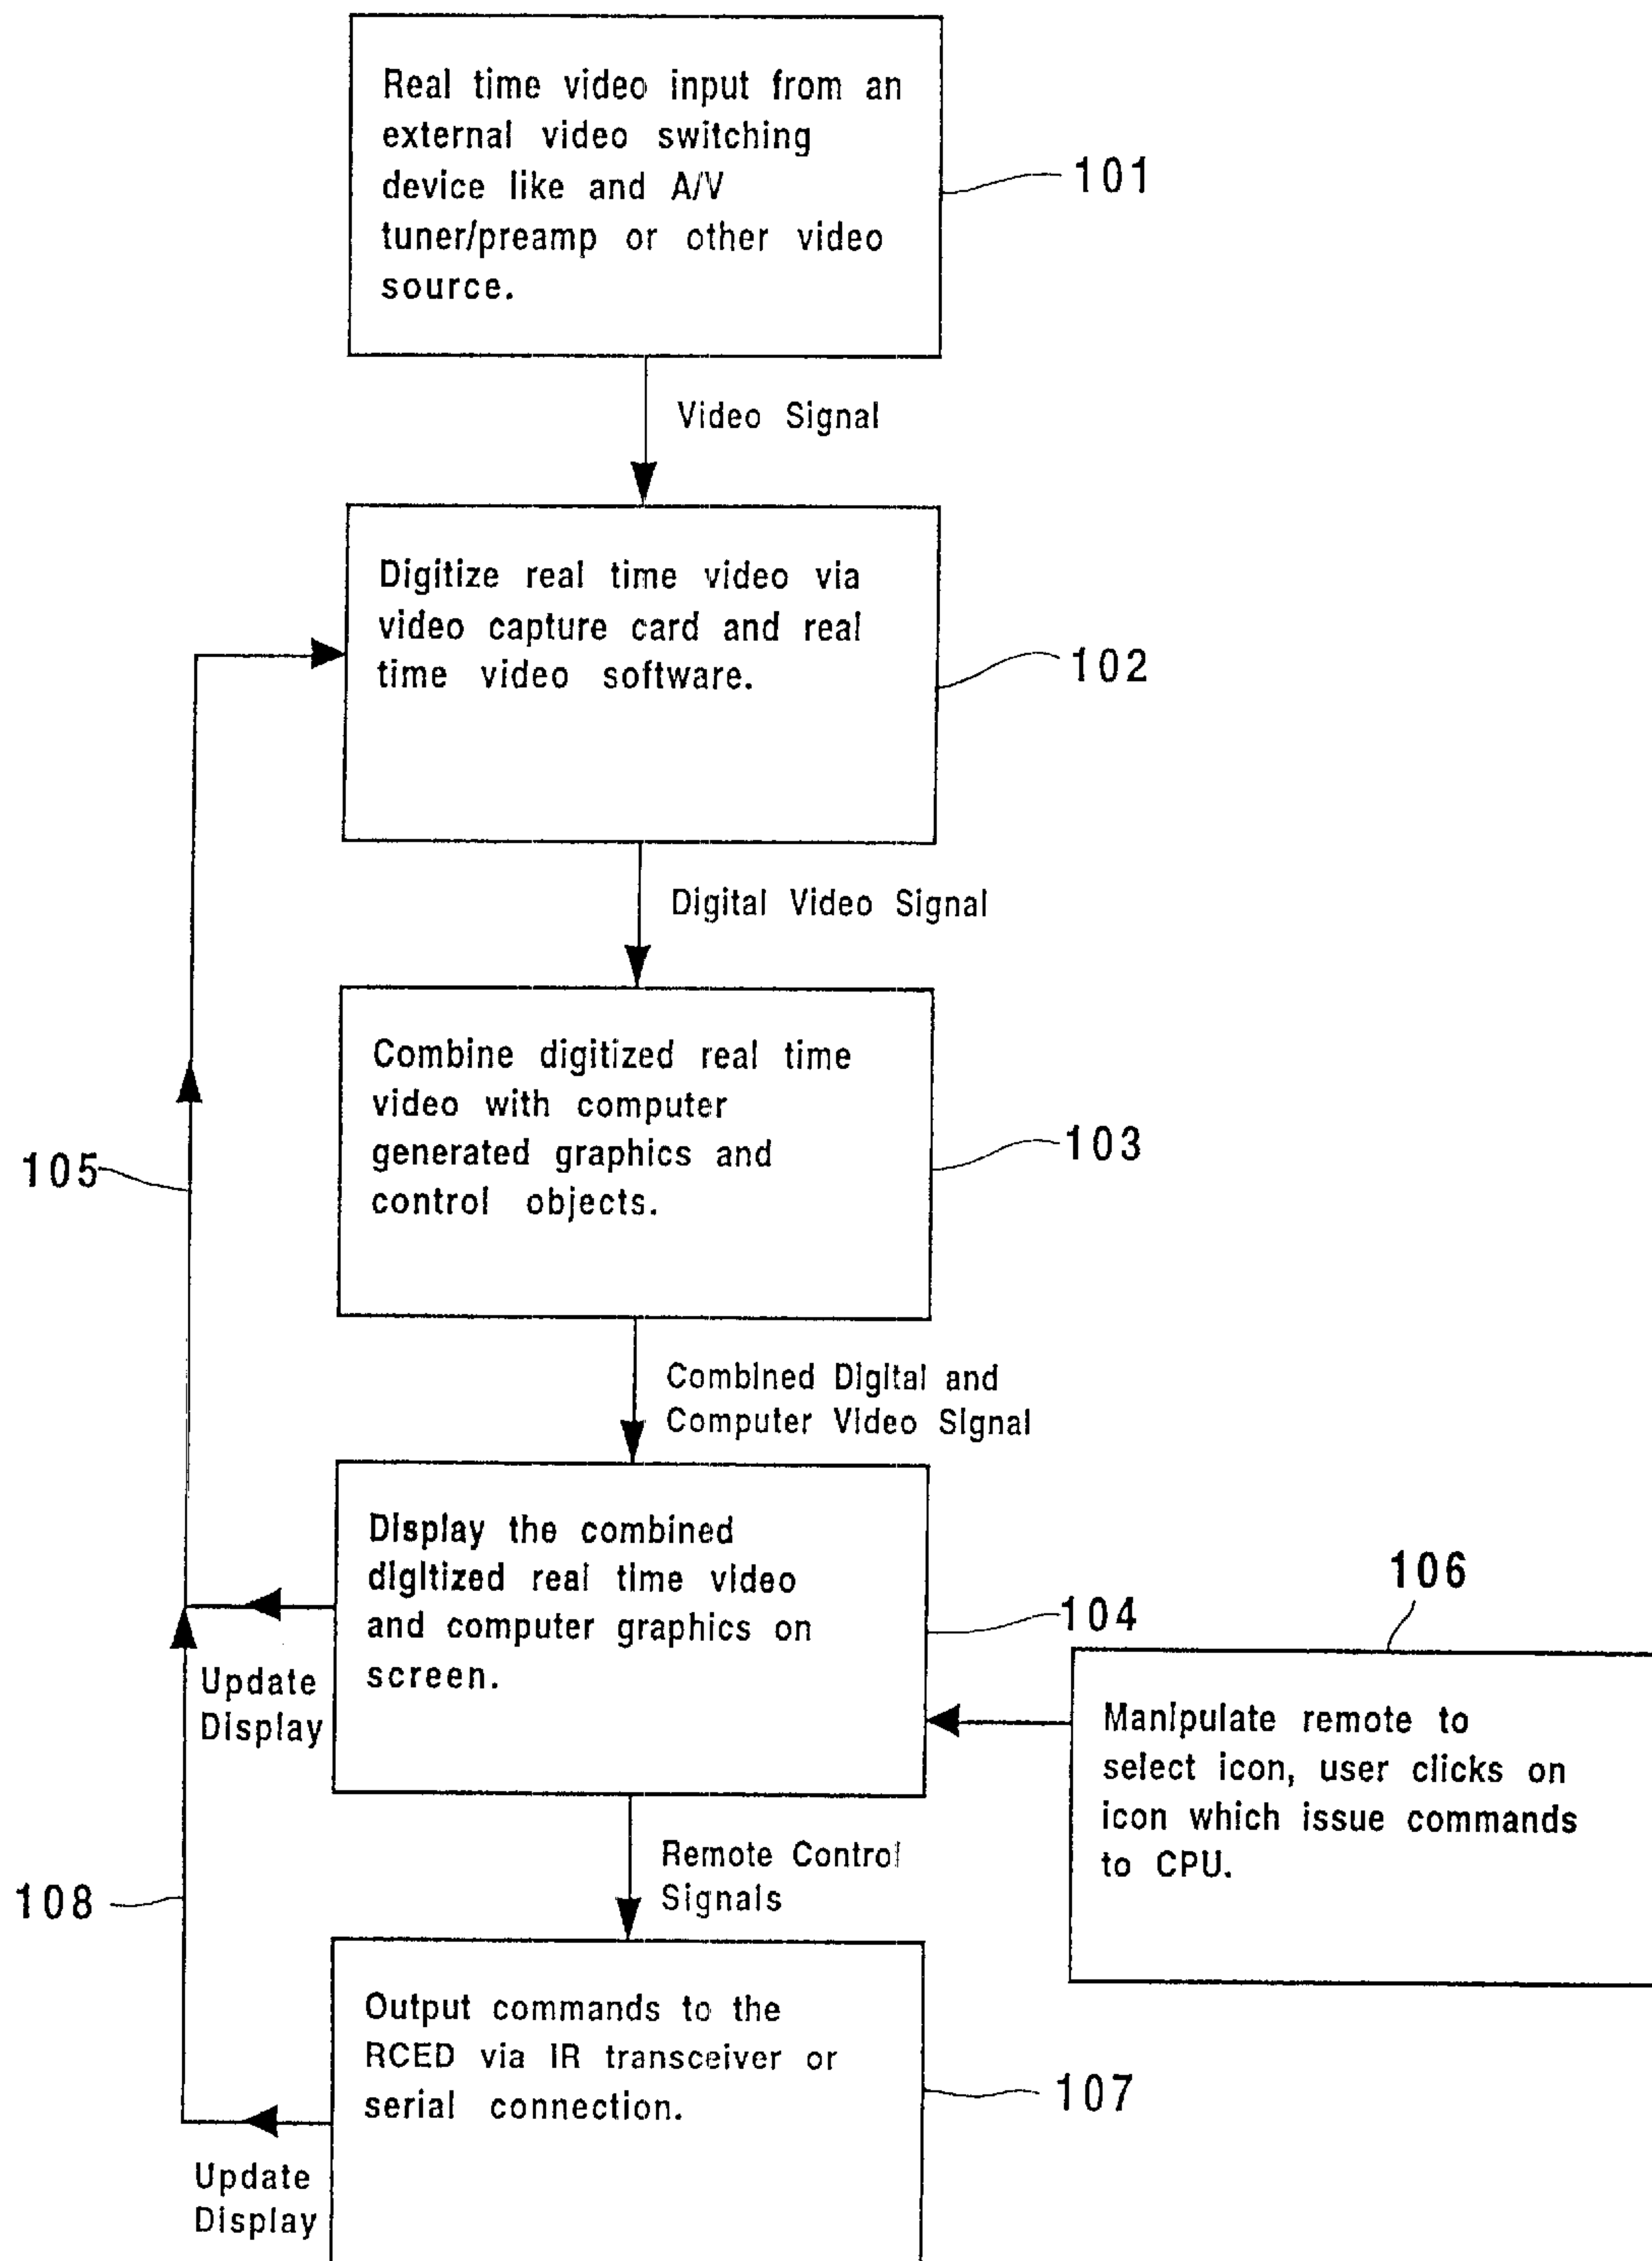 Real time video input from an
external video switching
device like and A/V
tuner/preamp or other video
source.
101
Video Signal
Digitize real time video via
video capture card and real
time video software.
102
Digital Video Signal
Combine digitized real time
video with computer
generated graphics and
control objects.
103
105
Combined Digital and
Computer Video Signal
Display the combined
digitized real time video
and computer graphics on
screen.
104
Update
Display
106
Manipulate remote to
select icon, user clicks on
icon which issue commands
to CPU.
Remote Control
Signals
108
Output commands to the
RCED via IR transceiver or
serial connection.
107
Update
Display